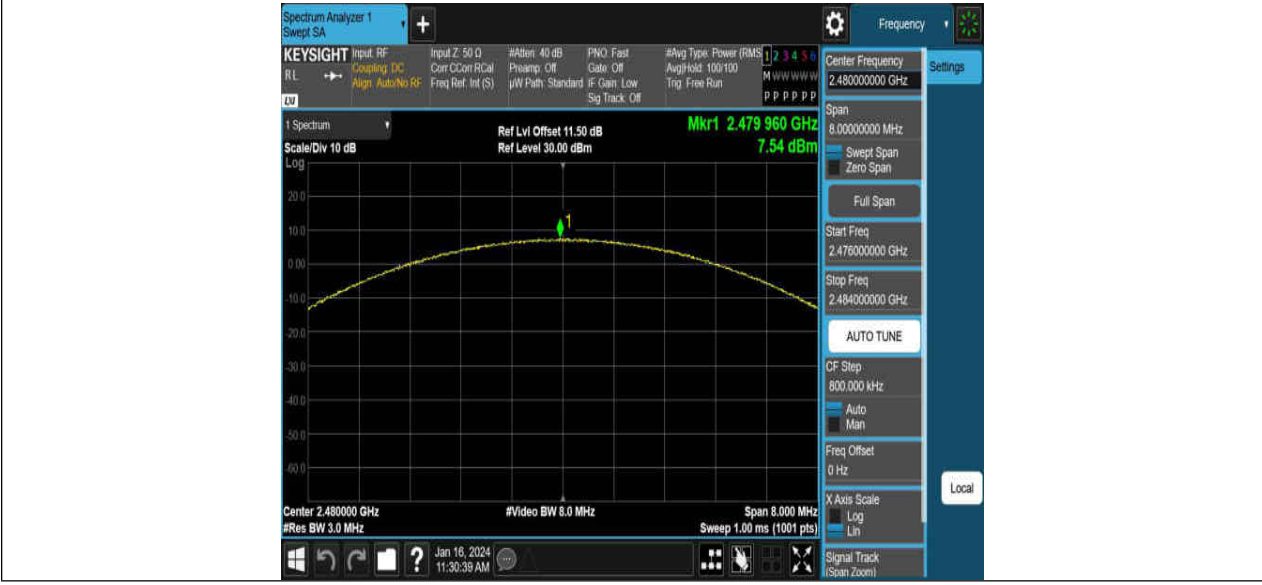 Spectrum Analyzer 1
Swept SA
+
Frequency
KEYSIGHT
RL
LXI
Input: RF
Coupling: DC
Align: Auto/No RF
Input Z: 50 Ω
Corr CCorr RCal
Freq Ref: Int (S)
#Atten: 40 dB
Preamp: Off
µW Path: Standard
PNO: Fast
Gate: Off
IF Gain: Low
Sig Track: Off
#Avg Type: Power (RMS
Avg|Hold: 100/100
Trig: Free Run
1 2 3 4 5 6
M W W W W W
P P P P P P
1 Spectrum
Scale/Div 10 dB
Log
Ref Lvl Offset 11.50 dB
Ref Level 30.00 dBm
Mkr1 2.479 960 GHz
7.54 dBm
20.0
10.0
0.00
-10.0
-20.0
-30.0
-40.0
-50.0
-60.0
1
Center 2.480000 GHz
#Res BW 3.0 MHz
#Video BW 8.0 MHz
Span 8.000 MHz
Sweep 1.00 ms (1001 pts)
?
Jan 16, 2024
11:30:39 AM
Center Frequency
2.480000000 GHz
Span
8.00000000 MHz
Swept Span
Zero Span
Full Span
Start Freq
2.476000000 GHz
Stop Freq
2.484000000 GHz
AUTO TUNE
CF Step
800.000 kHz
Auto
Man
Freq Offset
0 Hz
X Axis Scale
Log
Lin
Signal Track
(Span Zoom)
Settings
Local